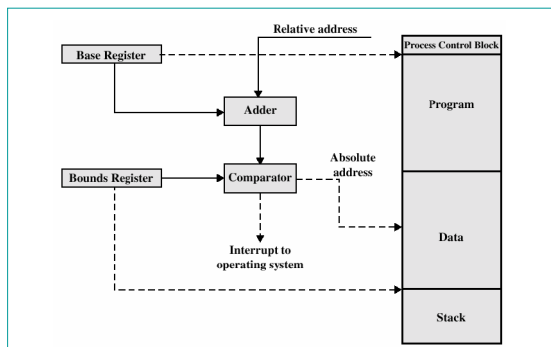 Relative address
Process Control Block
Base Register
Program
Adder
Absolute
address
Bounds Register
Comparator
Data
Interrupt to
operating system
Stack